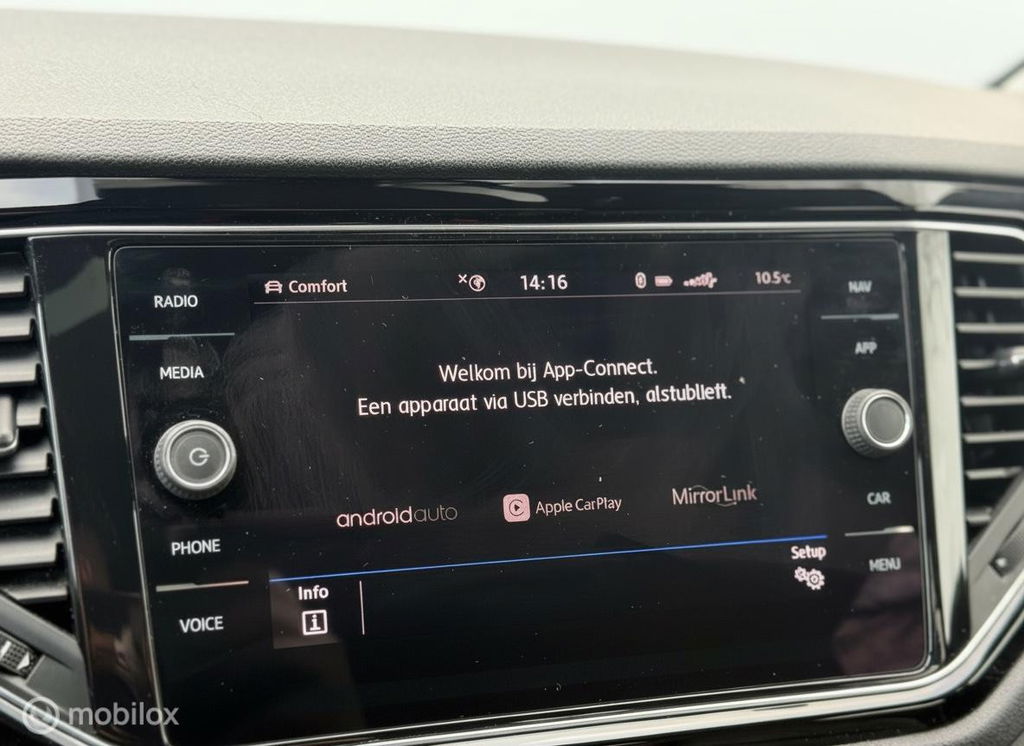 RADIO
MEDIA
PHONE
VOICE
Comfort
14:16
10.5°C
Welkom bij App-Connect.
Een apparaat via USB verbinden, alstublieft.
androidauto
Apple CarPlay
MirrorLink
Info
Setup
NAV
APP
CAR
MENU
mobilox